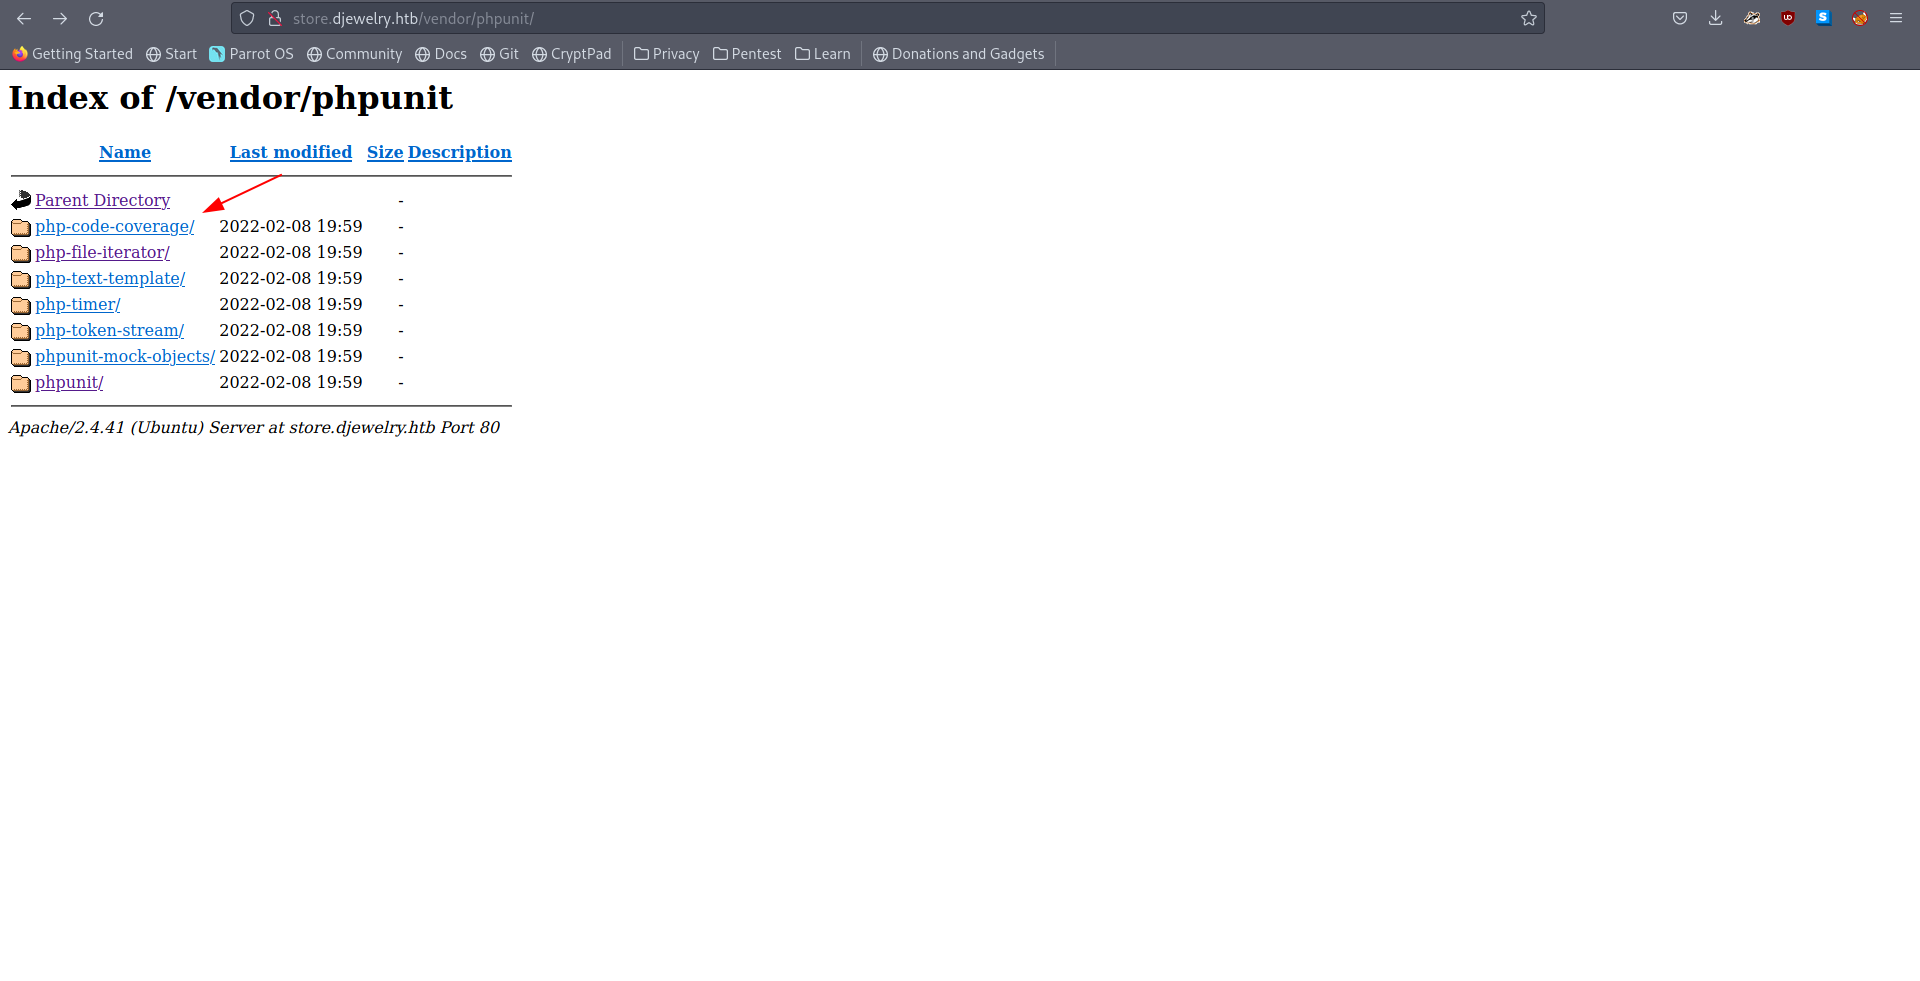 store.djewelry.htb/vendor/phpunit/
Getting Started Start Parrot OS Community Docs Git CryptPad Privacy Pentest Learn Donations and Gadgets
Index of /vendor/phpunit
Name Last modified Size Description
Parent Directory -
php-code-coverage/ 2022-02-08 19:59 -
php-file-iterator/ 2022-02-08 19:59 -
php-text-template/ 2022-02-08 19:59 -
php-timer/ 2022-02-08 19:59 -
php-token-stream/ 2022-02-08 19:59 -
phpunit-mock-objects/ 2022-02-08 19:59 -
phpunit/ 2022-02-08 19:59 -
Apache/2.4.41 (Ubuntu) Server at store.djewelry.htb Port 80